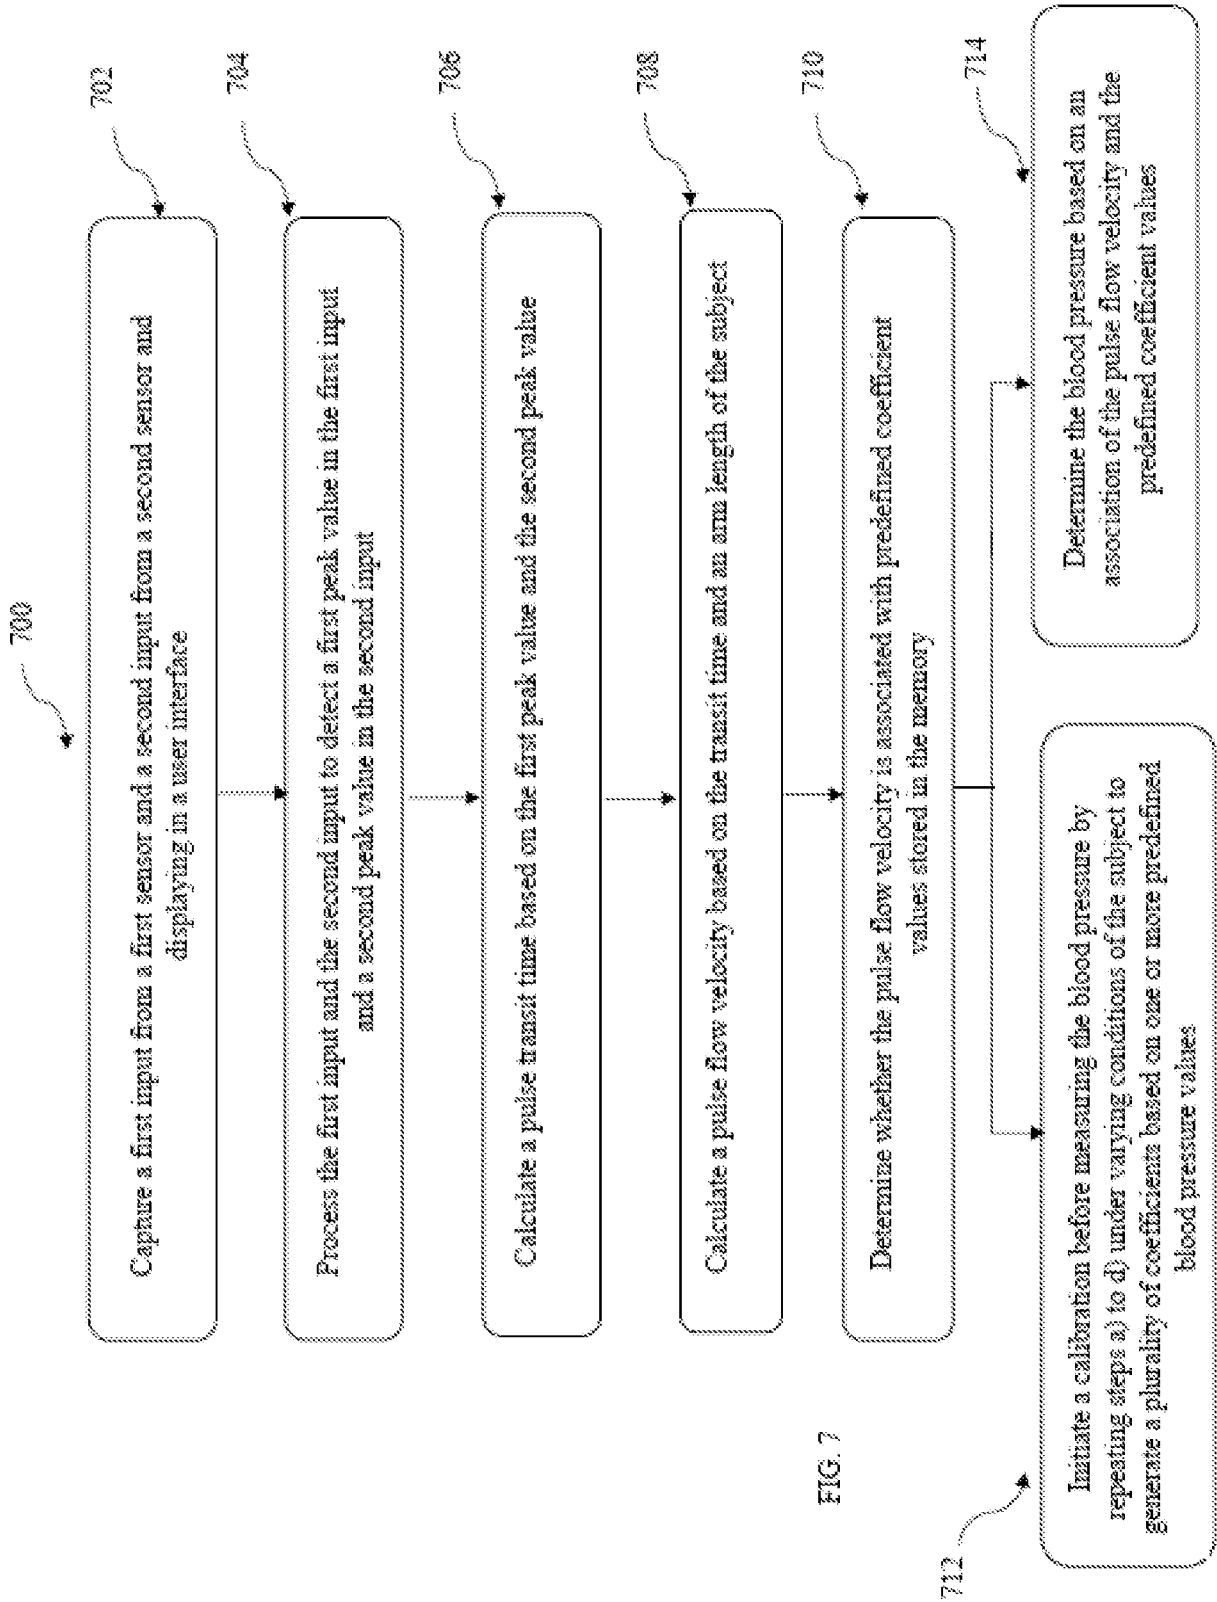 700
702
Capture a first input from a first sensor and a second input from a second sensor and
displaying in a user interface
704
Process the first input and the second input to detect a first peak value in the first input
and a second peak value in the second input
706
Calculate a pulse transit time based on the first peak value and the second peak value
708
Calculate a pulse flow velocity based on the transit time and an arm length of the subject
710
Determine whether the pulse flow velocity is associated with predefined coefficient
values stored in the memory
712
Initiate a calibration before measuring the blood pressure by
repeating steps a) to d) under varying conditions of the subject to
generate a plurality of coefficients based on one or more predefined
blood pressure values
714
Determine the blood pressure based on an
association of the pulse flow velocity and the
predefined coefficient values
FIG. 7